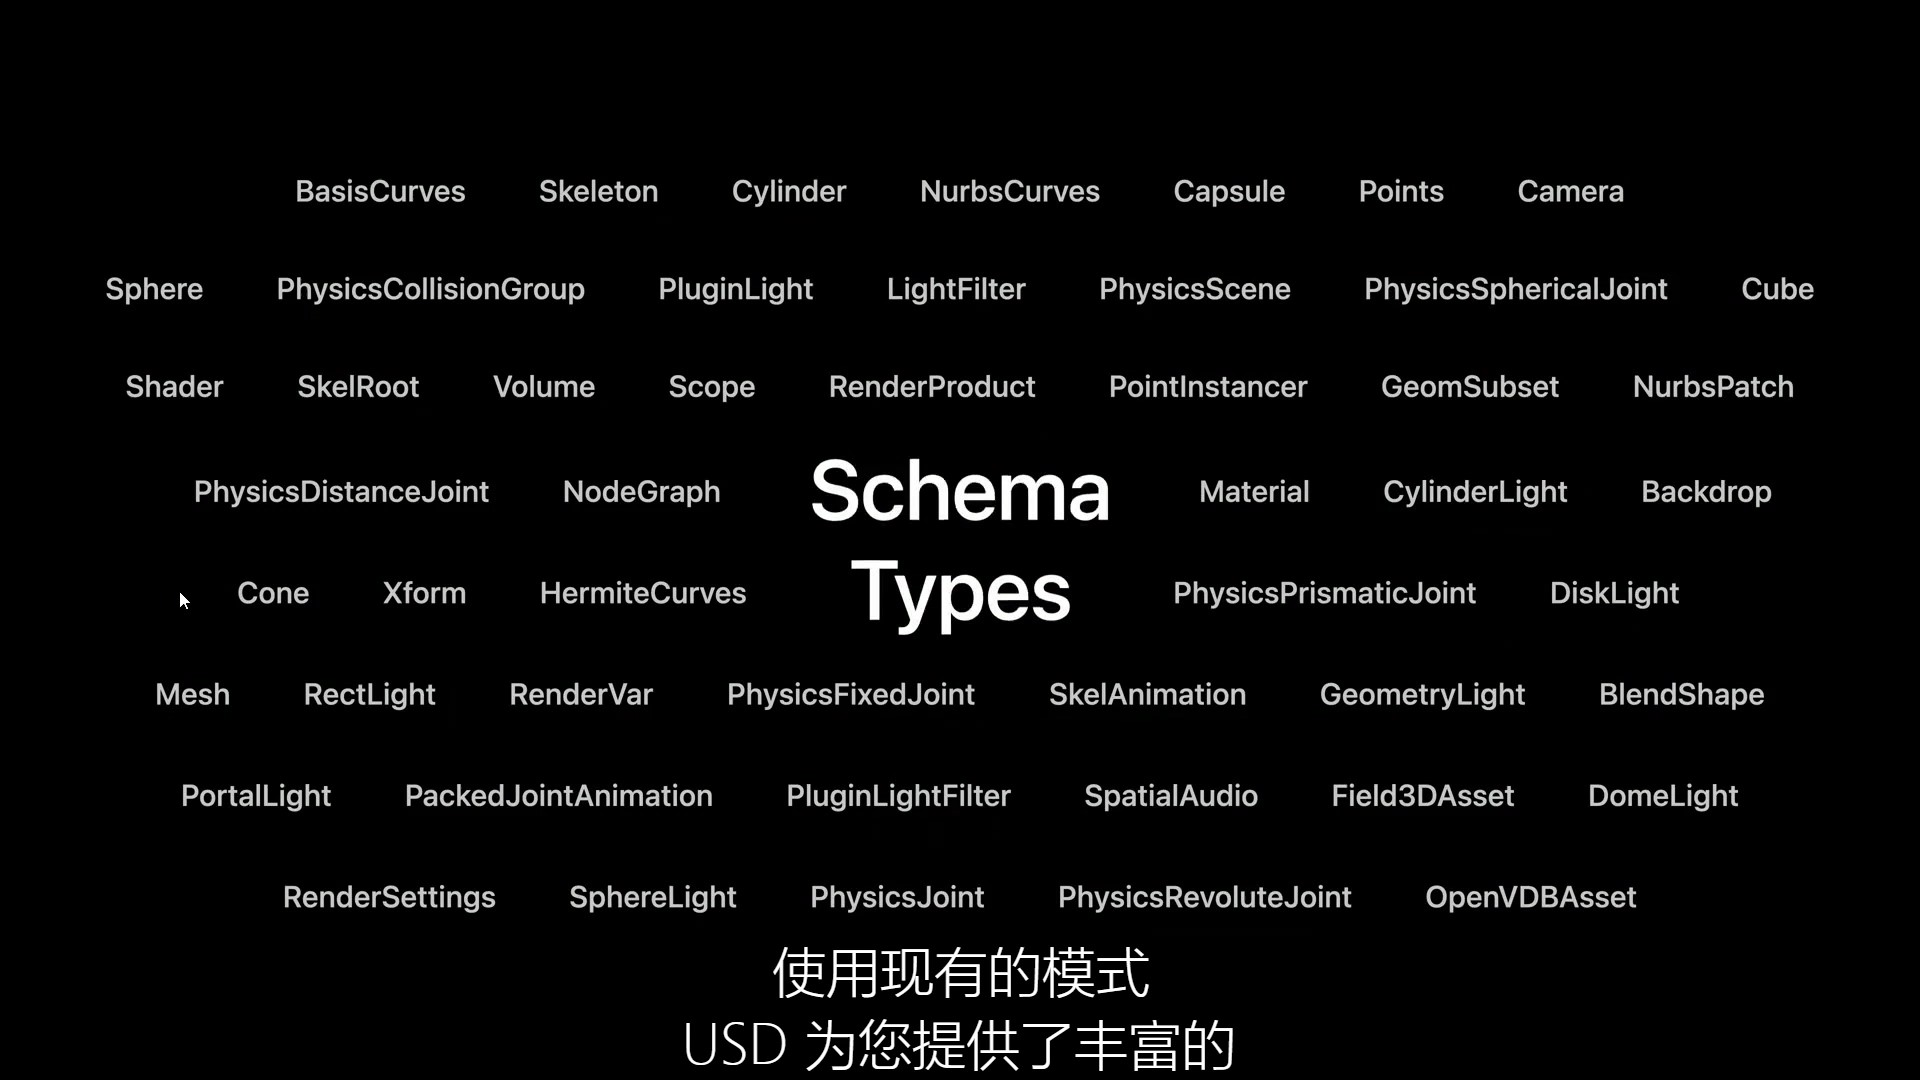 BasisCurves Skeleton Cylinder NurbsCurves Capsule Points Camera
Sphere PhysicsCollisionGroup PluginLight LightFilter PhysicsScene PhysicsSphericalJoint Cube
Shader SkelRoot Volume Scope RenderProduct PointInstancer GeomSubset NurbsPatch
PhysicsDistanceJoint NodeGraph Schema Material CylinderLight Backdrop
Cone Xform HermiteCurves Types PhysicsPrismaticJoint DiskLight
Mesh RectLight RenderVar PhysicsFixedJoint SkelAnimation GeometryLight BlendShape
PortalLight PackedJointAnimation PluginLightFilter SpatialAudio Field3DAsset DomeLight
RenderSettings SphereLight PhysicsJoint PhysicsRevoluteJoint OpenVDBAsset
使用现有的模式
USD 为您提供了丰富的